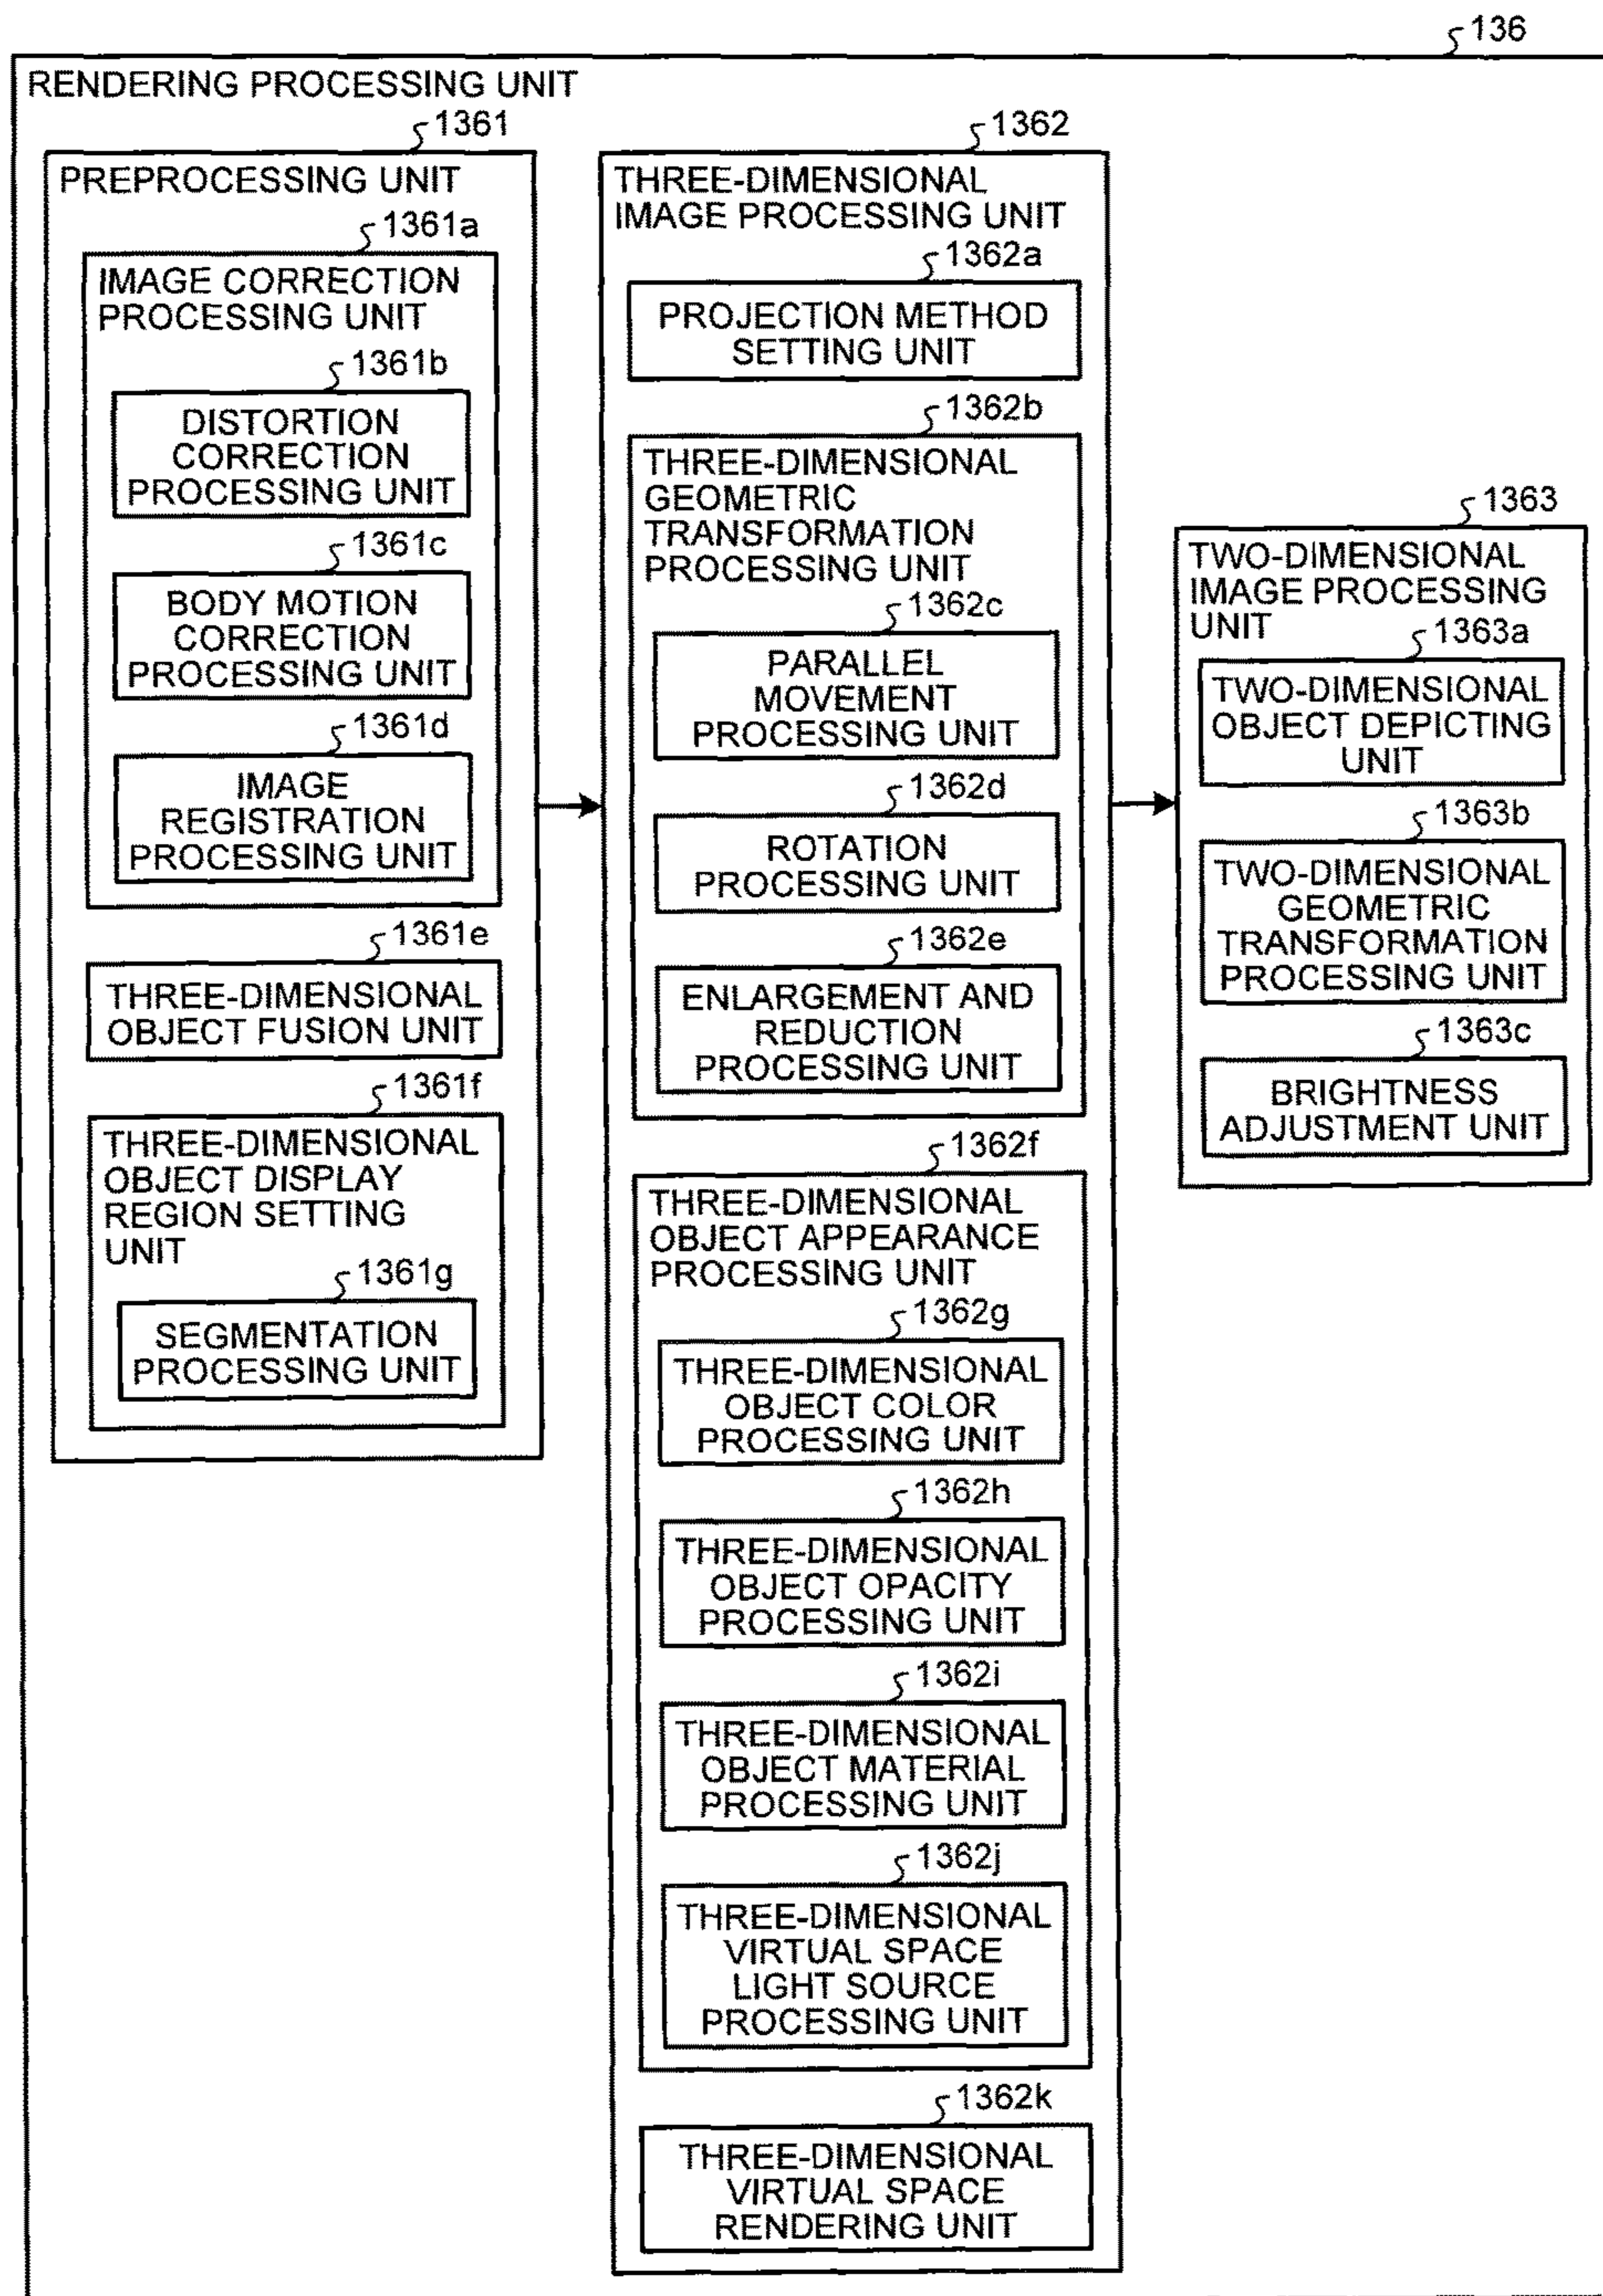 136
RENDERING PROCESSING UNIT
1361
PREPROCESSING UNIT
1361a
IMAGE CORRECTION
PROCESSING UNIT
1361b
DISTORTION
CORRECTION
PROCESSING UNIT
1361c
BODY MOTION
CORRECTION
PROCESSING UNIT
1361d
IMAGE
REGISTRATION
PROCESSING UNIT
1361e
THREE-DIMENSIONAL
OBJECT FUSION UNIT
1361f
THREE-DIMENSIONAL
OBJECT DISPLAY
REGION SETTING
UNIT
1361g
SEGMENTATION
PROCESSING UNIT
1362
THREE-DIMENSIONAL
IMAGE PROCESSING UNIT
1362a
PROJECTION METHOD
SETTING UNIT
1362b
THREE-DIMENSIONAL
GEOMETRIC
TRANSFORMATION
PROCESSING UNIT
1362c
PARALLEL
MOVEMENT
PROCESSING UNIT
1362d
ROTATION
PROCESSING UNIT
1362e
ENLARGEMENT AND
REDUCTION
PROCESSING UNIT
1362f
THREE-DIMENSIONAL
OBJECT APPEARANCE
PROCESSING UNIT
1362g
THREE-DIMENSIONAL
OBJECT COLOR
PROCESSING UNIT
1362h
THREE-DIMENSIONAL
OBJECT OPACITY
PROCESSING UNIT
1362i
THREE-DIMENSIONAL
OBJECT MATERIAL
PROCESSING UNIT
1362j
THREE-DIMENSIONAL
VIRTUAL SPACE
LIGHT SOURCE
PROCESSING UNIT
1362k
THREE-DIMENSIONAL
VIRTUAL SPACE
RENDERING UNIT
1363
TWO-DIMENSIONAL
IMAGE PROCESSING
UNIT
1363a
TWO-DIMENSIONAL
OBJECT DEPICTING
UNIT
1363b
TWO-DIMENSIONAL
GEOMETRIC
TRANSFORMATION
PROCESSING UNIT
1363c
BRIGHTNESS
ADJUSTMENT UNIT